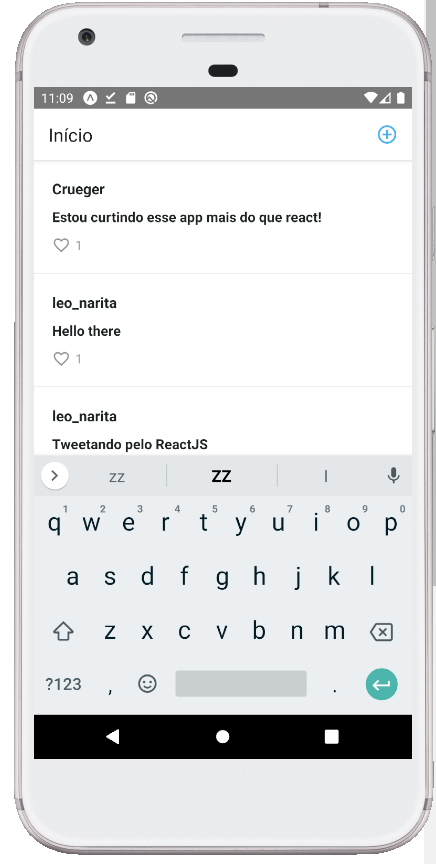 11:09
Início
Crueger
Estou curtindo esse app mais do que react!
1
leo_narita
Hello there
1
leo_narita
Tweetando pelo ReactJS
zz ZZ I
1 2 3 4 5 6 7 8 9 0
q w e r t y u i o p
a s d f g h j k l
z x c v b n m
?123 , .